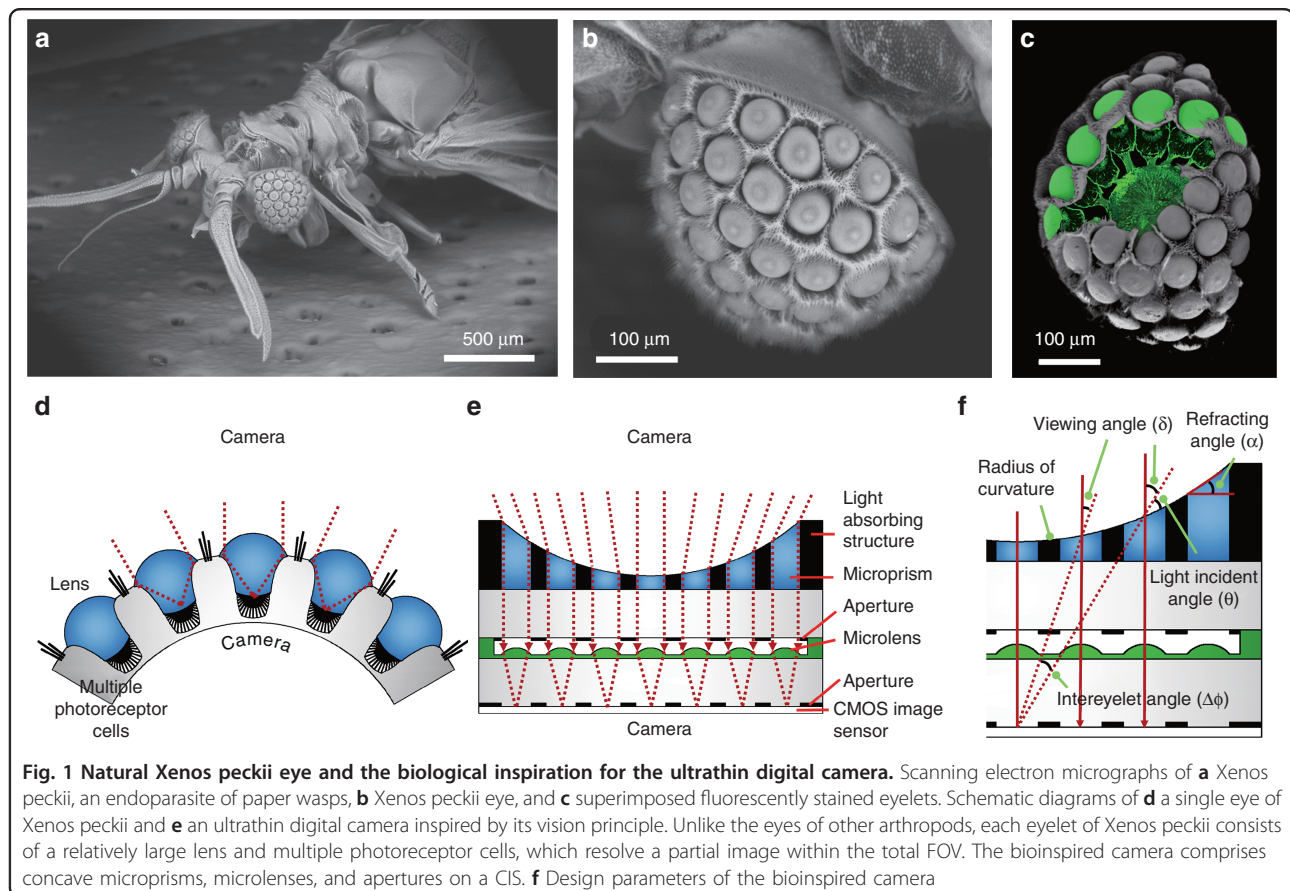 a
b
c
500 μm
100 μm
100 μm
d
e
f
Camera
Camera
Viewing angle (δ)
Refracting
angle (α)
Radius of
curvature
Light
absorbing
structure
Microprism
Lens
Aperture
Light incident
angle (θ)
Microlens
Camera
Multiple
photoreceptor
cells
Aperture
Intereyelet angle (Δϕ)
CMOS image
sensor
Camera
Fig. 1 Natural Xenos peckii eye and the biological inspiration for the ultrathin digital camera. Scanning electron micrographs of a Xenos
peckii, an endoparasite of paper wasps, b Xenos peckii eye, and c superimposed fluorescently stained eyelets. Schematic diagrams of d a single eye of
Xenos peckii and e an ultrathin digital camera inspired by its vision principle. Unlike the eyes of other arthropods, each eyelet of Xenos peckii consists
of a relatively large lens and multiple photoreceptor cells, which resolve a partial image within the total FOV. The bioinspired camera comprises
concave microprisms, microlenses, and apertures on a CIS. f Design parameters of the bioinspired camera